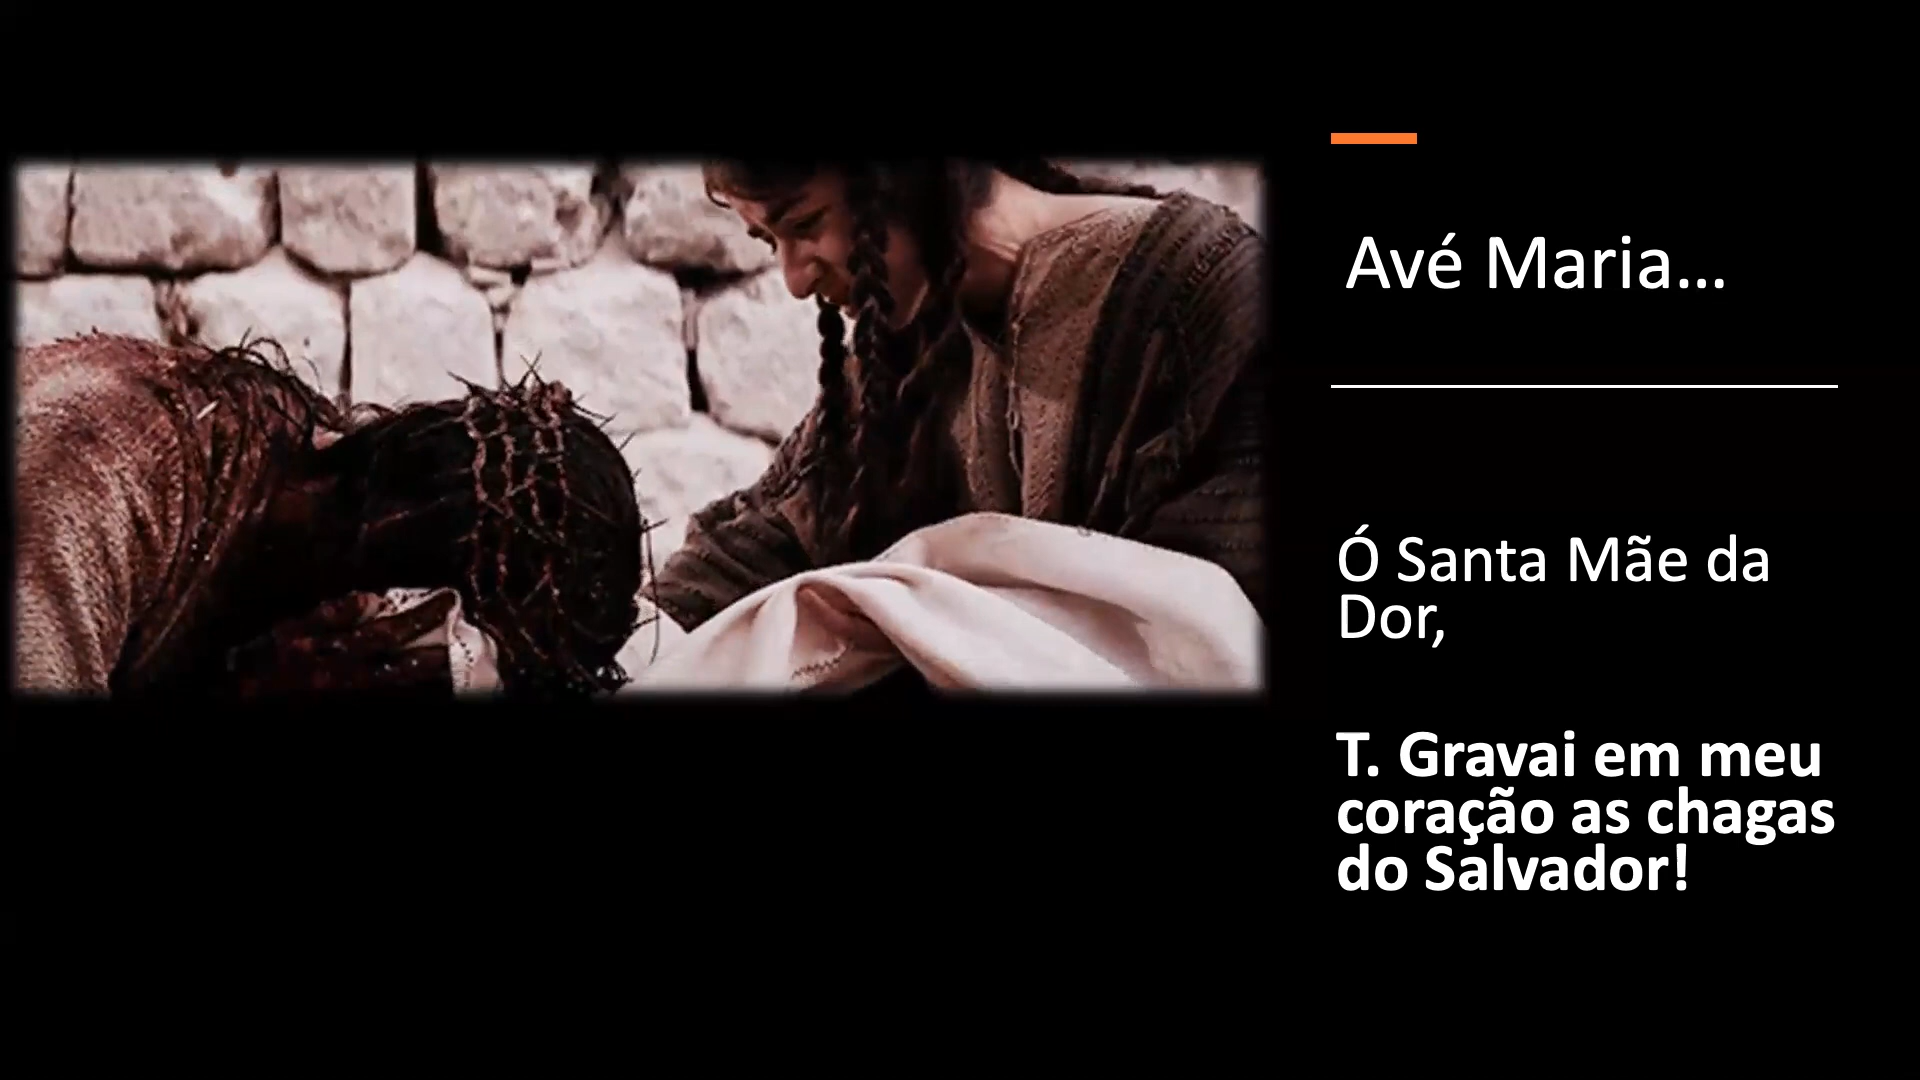 Avé Maria...
Ó Santa Mãe da
Dor,
T. Gravai em meu
coração as chagas
do Salvador!